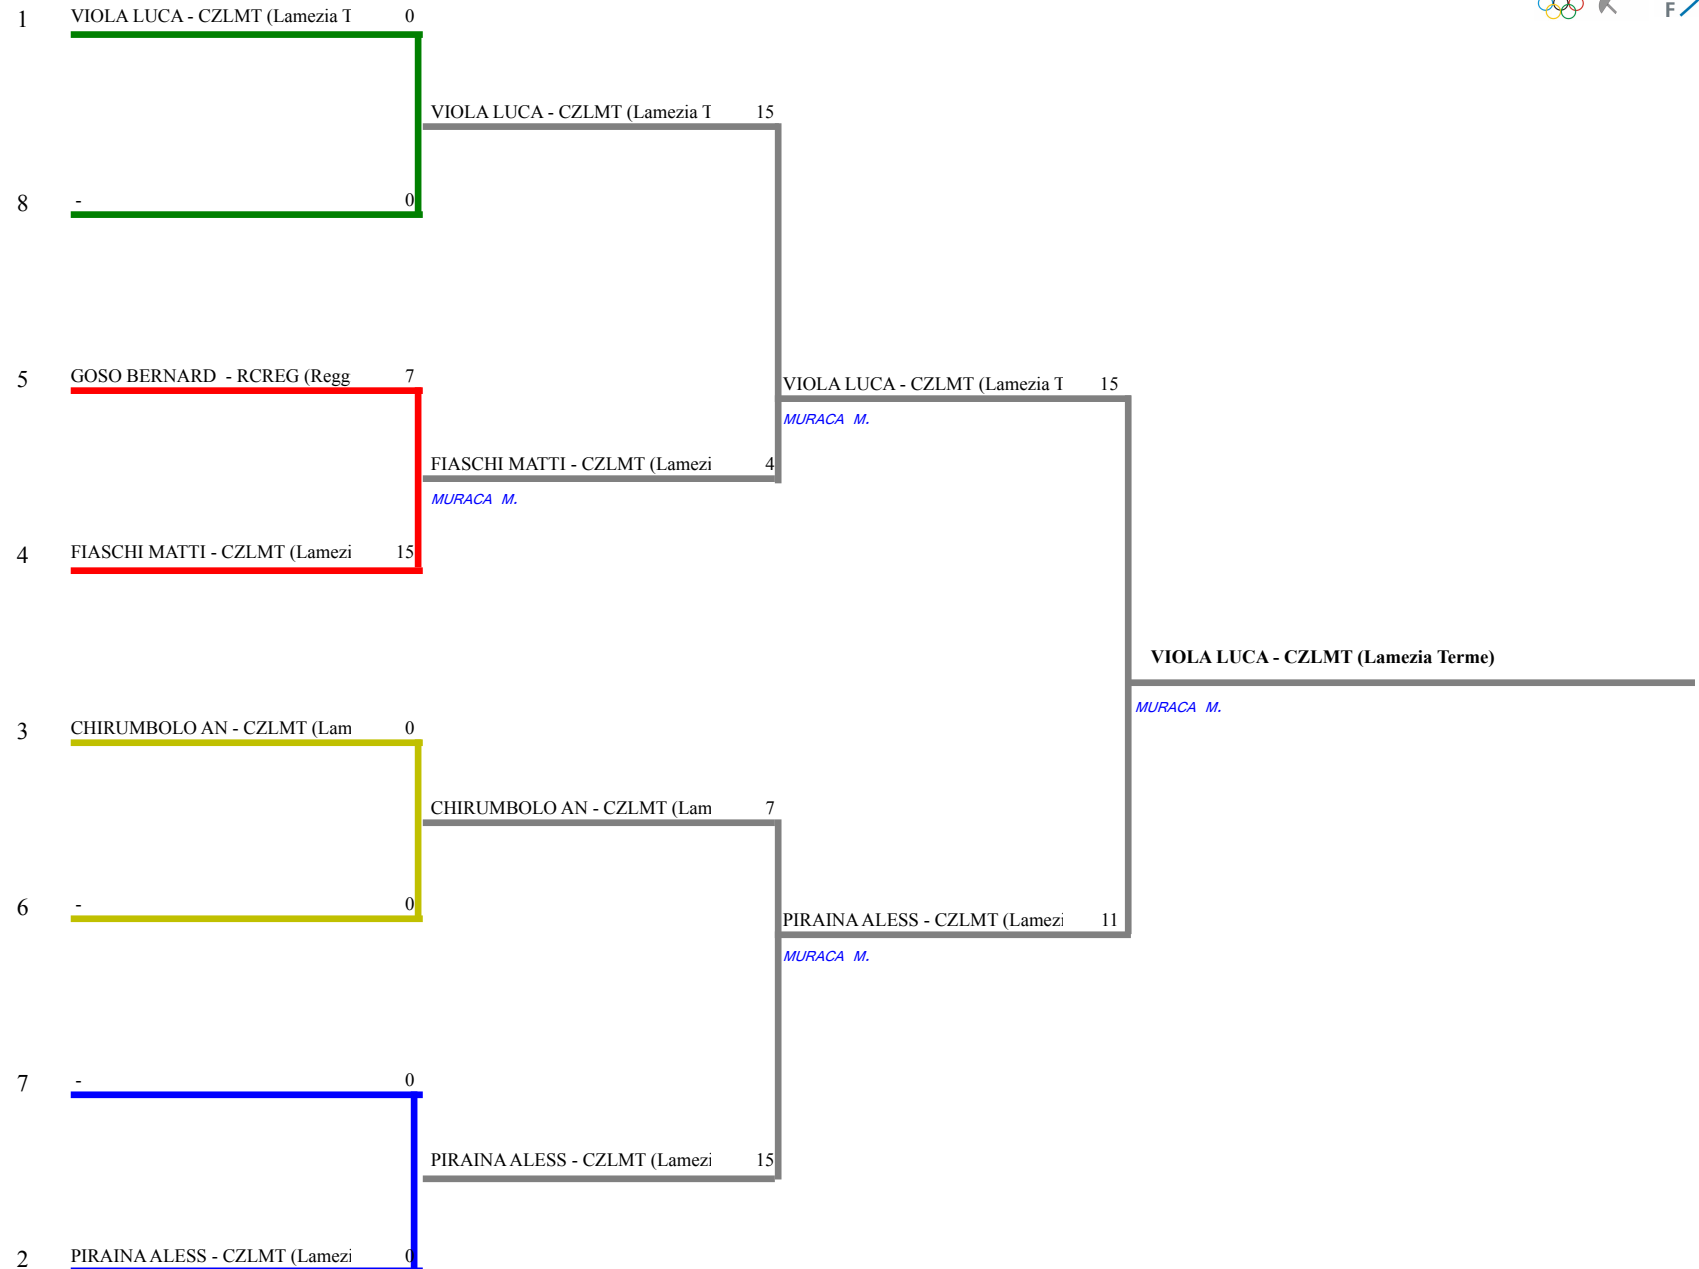 1 VIOLA LUCA - CZLMT (Lamezia T 0
VIOLA LUCA - CZLMT (Lamezia T 15
8 - 0
5 GOSO BERNARD - RCREG (Regg 7
VIOLA LUCA - CZLMT (Lamezia T 15
MURACA M.
FIASCHI MATTI - CZLMT (Lamezi 4
MURACA M.
4 FIASCHI MATTI - CZLMT (Lamezi 15
VIOLA LUCA - CZLMT (Lamezia Terme)
MURACA M.
3 CHIRUMBOLO AN - CZLMT (Lam 0
CHIRUMBOLO AN - CZLMT (Lam 7
6 - 0
PIRAINA ALESS - CZLMT (Lamezi 11
MURACA M.
7 - 0
PIRAINA ALESS - CZLMT (Lamezi 15
2 PIRAINA ALESS - CZLMT (Lamezi 0
F